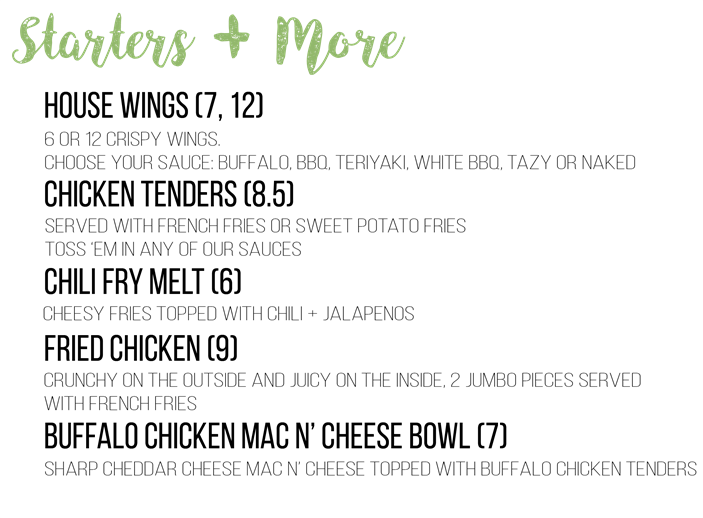 Starters + More
HOUSE WINGS (7, 12)
6 OR 12 CRISPY WINGS.
CHOOSE YOUR SAUCE: BUFFALO, BBQ, TERIYAKI, WHITE BBQ, TAZY OR NAKED
CHICKEN TENDERS (8.5)
SERVED WITH FRENCH FRIES OR SWEET POTATO FRIES
TOSS ‘EM IN ANY OF OUR SAUCES
CHILI FRY MELT (6)
CHEESY FRIES TOPPED WITH CHILI + JALAPENOS
FRIED CHICKEN (9)
CRUNCHY ON THE OUTSIDE AND JUICY ON THE INSIDE, 2 JUMBO PIECES SERVED
WITH FRENCH FRIES
BUFFALO CHICKEN MAC N’ CHEESE BOWL (7)
SHARP CHEDDAR CHEESE MAC N’ CHEESE TOPPED WITH BUFFALO CHICKEN TENDERS